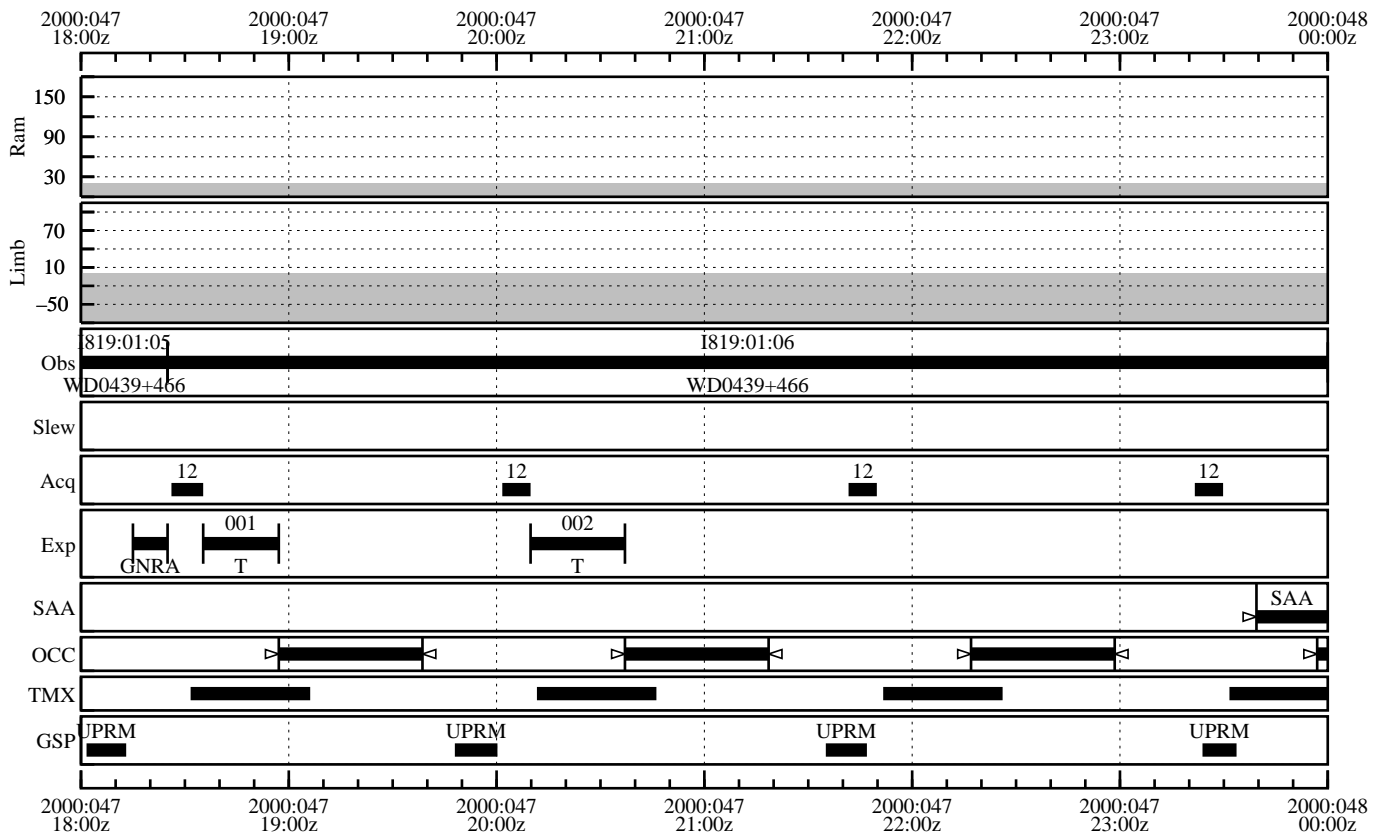 2000:047 2000:047 2000:047 2000:047 2000:047 2000:047 2000:048
18:00z 19:00z 20:00z 21:00z 22:00z 23:00z 00:00z
Ram
150
90
30
Limb
70
10
−50
I819:01:05 I819:01:06
Obs
WD0439+466 WD0439+466
Slew
12 12 12 12
Acq
001 002
Exp
GNRA T T
SAA
SAA
OCC
TMX
UPRM UPRM UPRM UPRM
GSP
2000:047 2000:047 2000:047 2000:047 2000:047 2000:047 2000:048
18:00z 19:00z 20:00z 21:00z 22:00z 23:00z 00:00z